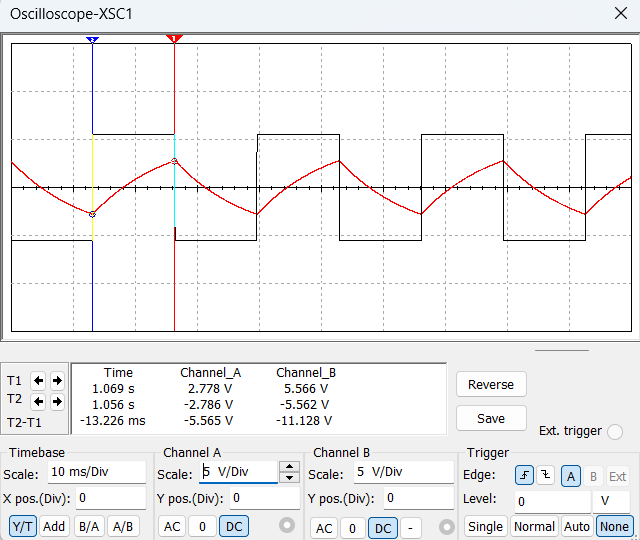 Oscilloscope-XSC1
2 1
Time Channel_A Channel_B
T1 1.069 s 2.778 V 5.566 V
T2 1.056 s -2.786 V -5.562 V
T2-T1 -13.226 ms -5.565 V -11.128 V
Reverse
Save
Ext. trigger
Timebase
Scale: 10 ms/Div
X pos.(Div): 0
Y/T Add B/A A/B
Channel A
Scale: 5 V/Div
Y pos.(Div): 0
AC 0 DC
Channel B
Scale: 5 V/Div
Y pos.(Div): 0
AC 0 DC -
Trigger
Edge: A B Ext
Level: 0 V
Single Normal Auto None